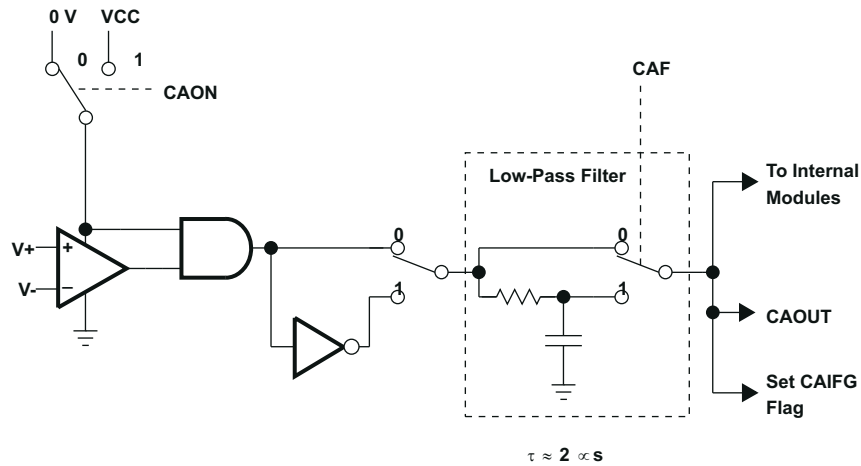 0 V VCC
0 1
CAON
CAF
Low-Pass Filter
To Internal
Modules
V+
+
V-
−
0
1
0
1
CAOUT
Set CAIFG
Flag
τ ≈ 2 ∝s